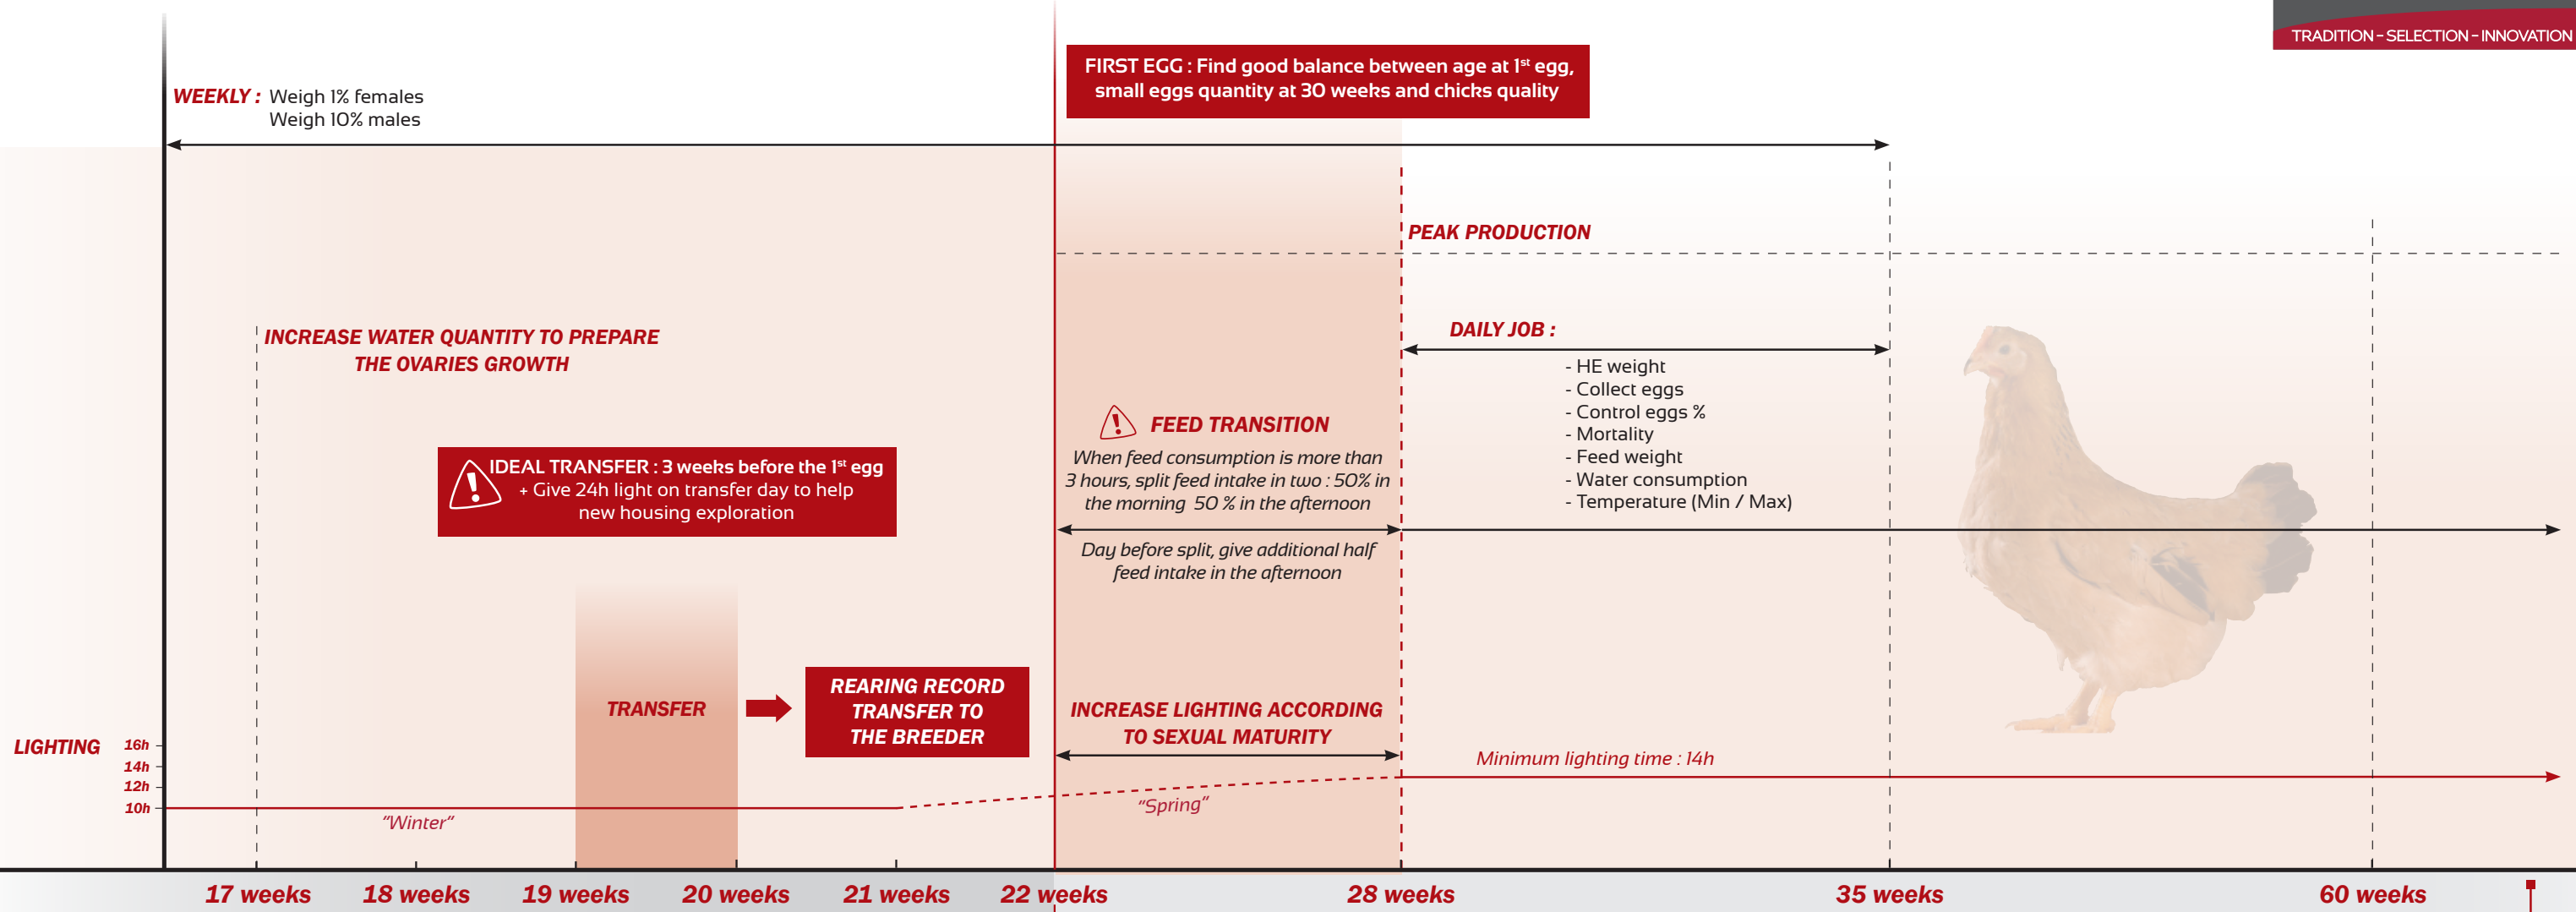 TRADITION – SELECTION – INNOVATION
WEEKLY : Weigh 1% females
Weigh 10% males
FIRST EGG : Find good balance between age at 1st egg,
small eggs quantity at 30 weeks and chicks quality
PEAK PRODUCTION
INCREASE WATER QUANTITY TO PREPARE
THE OVARIES GROWTH
DAILY JOB :
- HE weight
- Collect eggs
- Control eggs %
- Mortality
- Feed weight
- Water consumption
- Temperature (Min / Max)
FEED TRANSITION
When feed consumption is more than
3 hours, split feed intake in two : 50% in
the morning 50 % in the afternoon
Day before split, give additional half
feed intake in the afternoon
IDEAL TRANSFER : 3 weeks before the 1st egg
+ Give 24h light on transfer day to help
new housing exploration
TRANSFER
REARING RECORD
TRANSFER TO
THE BREEDER
INCREASE LIGHTING ACCORDING
TO SEXUAL MATURITY
LIGHTING
16h
14h
12h
10h
"Winter"
"Spring"
Minimum lighting time : 14h
17 weeks
18 weeks
19 weeks
20 weeks
21 weeks
22 weeks
28 weeks
35 weeks
60 weeks